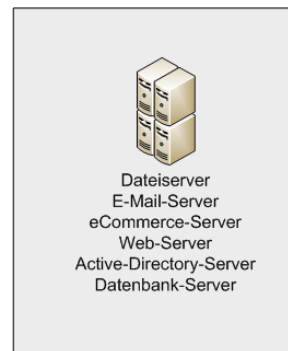 Dateiserver
E-Mail-Server
eCommerce-Server
Web-Server
Active-Directory-Server
Datenbank-Server